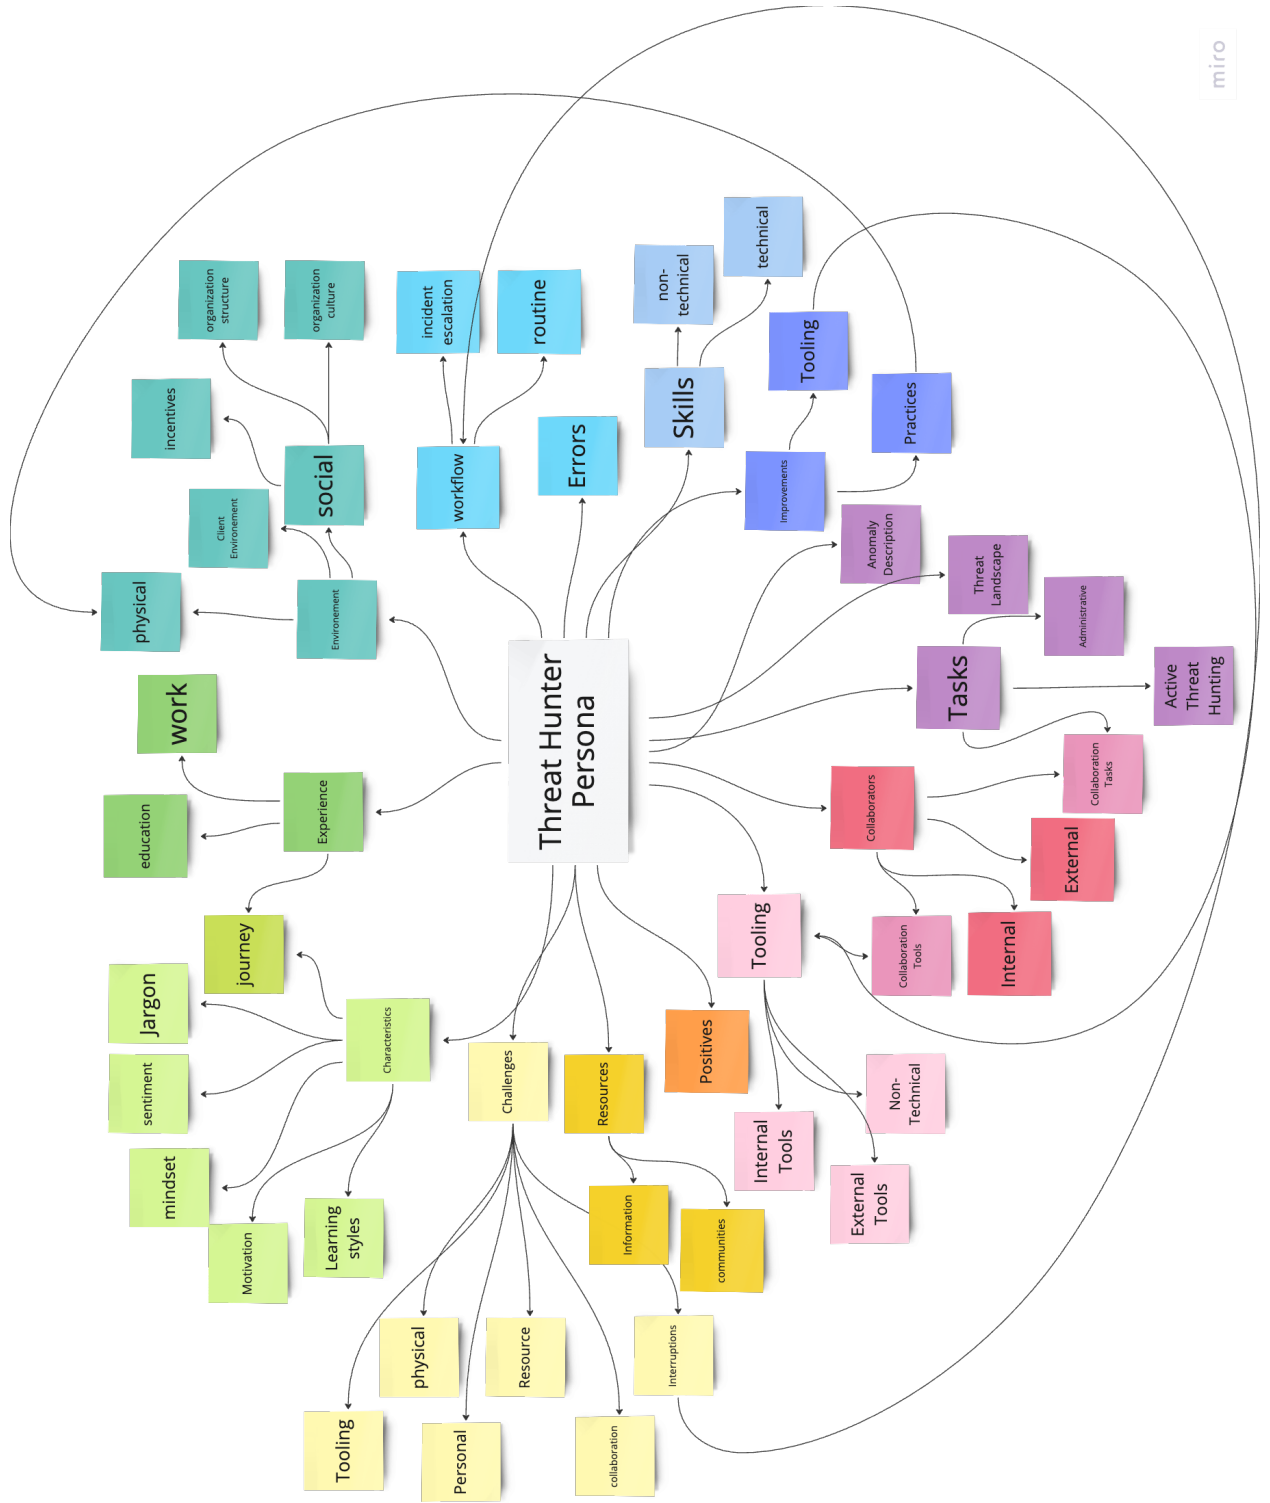 miro
technical
non-
technical
organization
structure
organization
culture
incident
escalation
routine
Tooling
Practices
Skills
incentives
Errors
social
workflow
Improvements
Client
Environement
Anomaly
Description
Threat
Landscape
physical
Environement
Administrative
Tasks
Active
Threat
Hunting
work
Threat Hunter
Persona
Collaboration
Tasks
education
Experience
Collaborators
External
journey
Tooling
Collaboration
Tools
Internal
Jargon
Characteristics
sentiment
Challenges
Resources
Positives
Non-
Technical
mindset
Internal
Tools
External
Tools
Motivation
Learning
styles
Information
communities
physical
Resource
Interruptions
Tooling
Personal
collaboration